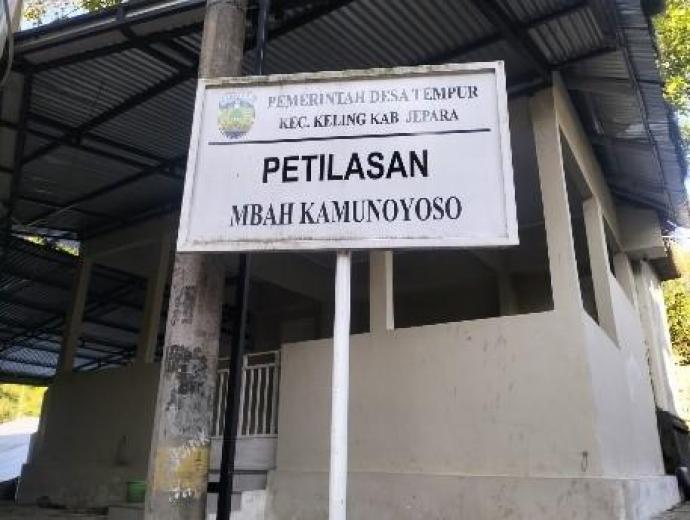 PEMERINTAH DESA TEMPUR
KEC. KELING KAB JEPARA
PETILASAN
MBAH KAMUNOYOSO